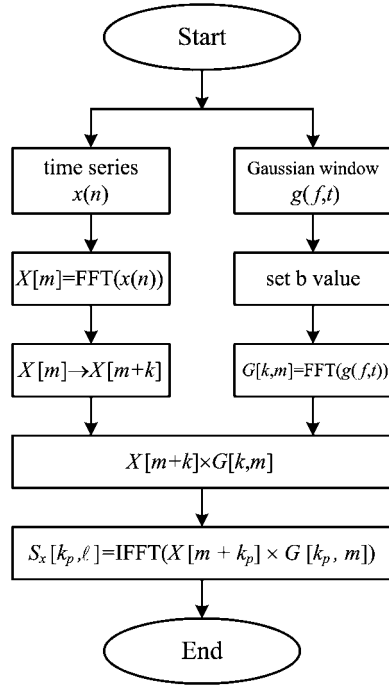 Start
time series
x(n)
Gaussian window
g(f,t)
X[m]=FFT(x(n))
set b value
X[m]→X[m+k]
G[k,m]=FFT(g(f,t))
X[m+k]×G[k,m]
Sₓ[kₚ,ℓ]=IFFT(X[m + kₚ] × G [kₚ, m])
End